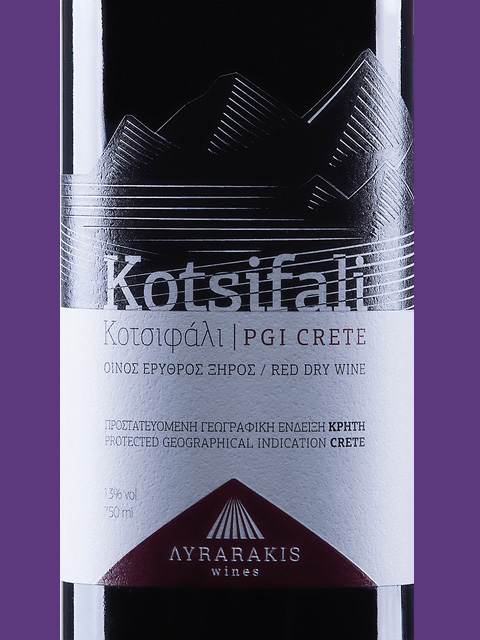 Kotsifali
Κοτσιφάλι | PGI CRETE
ΟΙΝΟΣ ΕΡΥΘΡΟΣ ΞΗΡΟΣ / RED DRY WINE
ΠΡΟΣΤΑΤΕΥΟΜΕΝΗ ΓΕΩΓΡΑΦΙΚΗ ΕΝΔΕΙΞΗ ΚΡΗΤΗ
PROTECTED GEOGRAPHICAL INDICATION CRETE
13% vol
750 ml
ΛYRARAKIS
wines